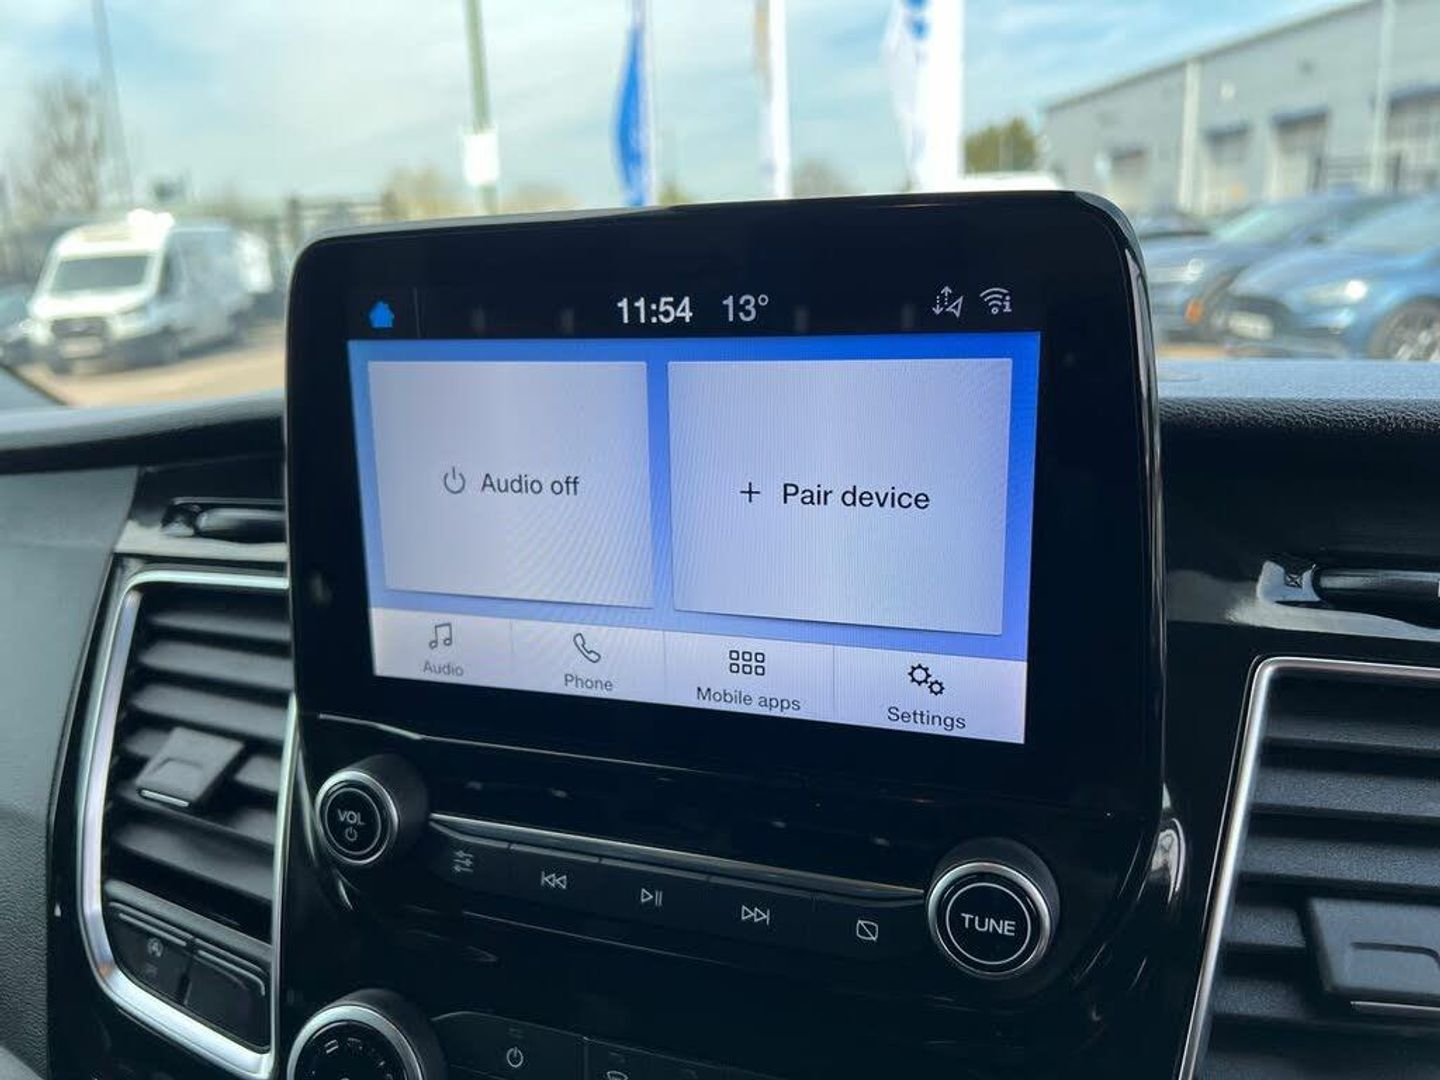 11:54 13°
Audio off
+ Pair device
Audio
Phone
Mobile apps
Settings
VOL
TUNE